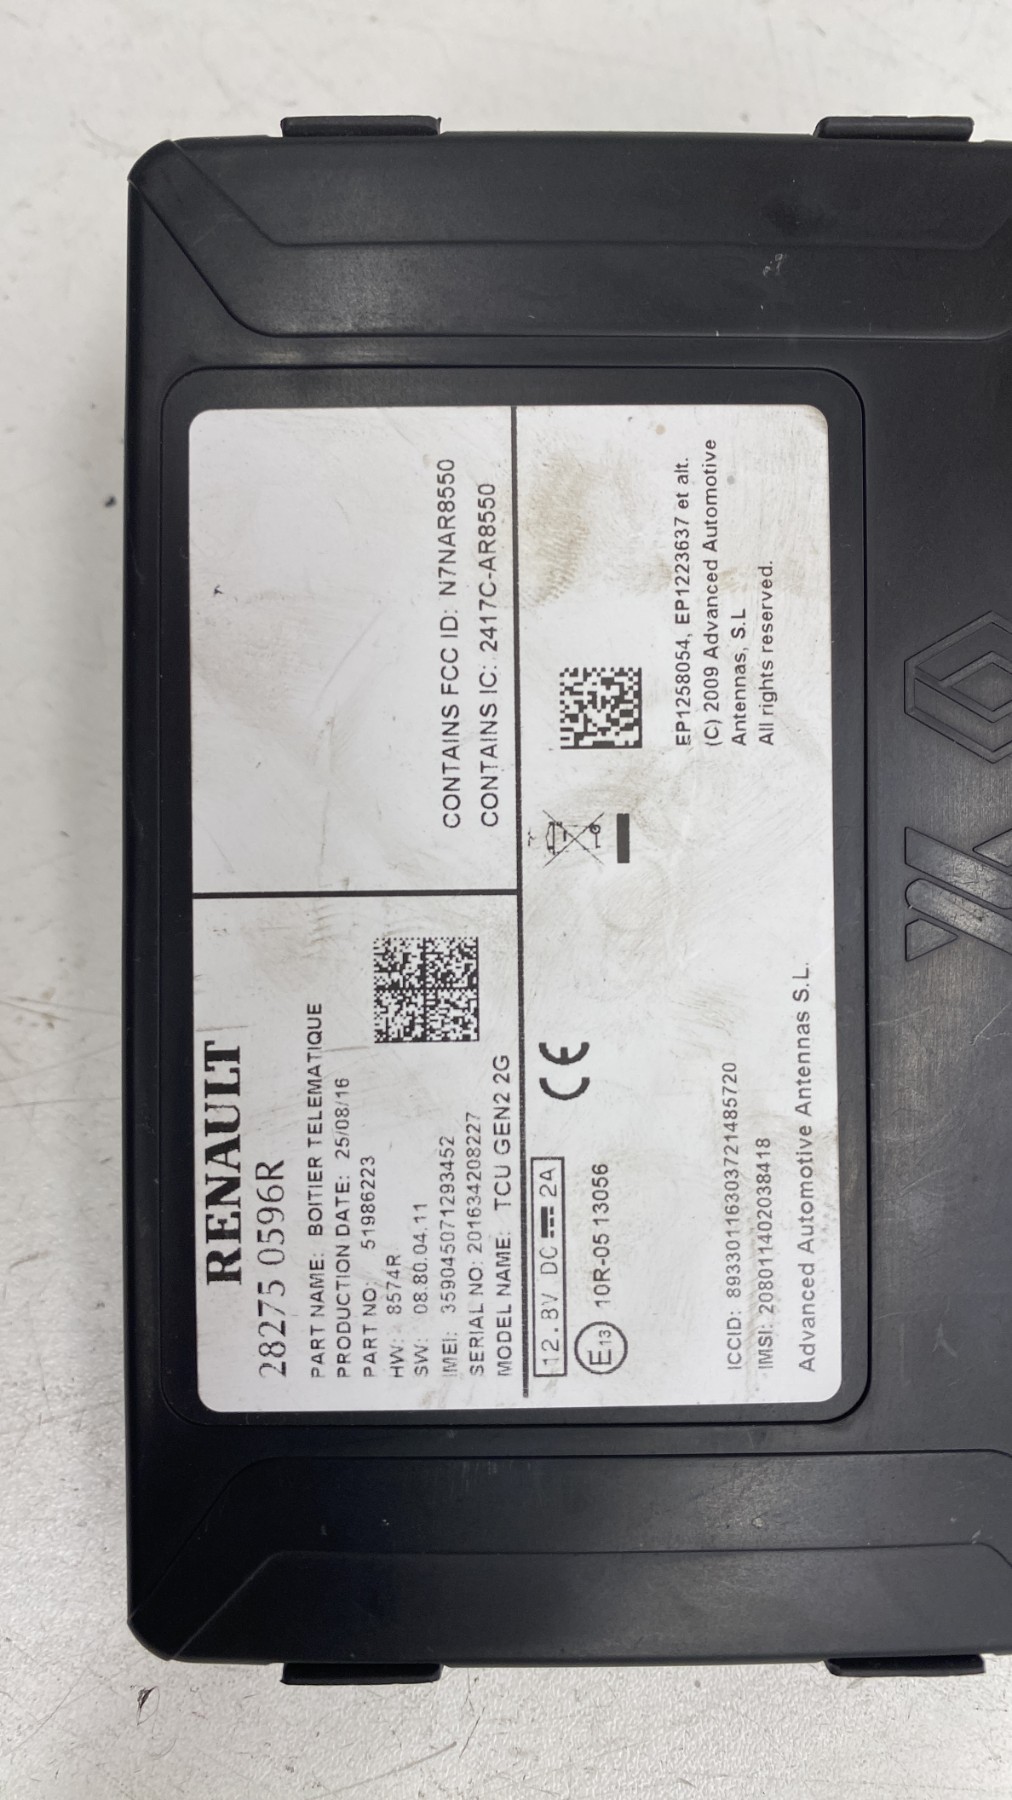 RENAULT
28275 0596R
PART NAME: BOITIER TELEMATIQUE
PRODUCTION DATE: 25/08/16
PART NO: 51986223
HW: 8574R
SW: 08.80.04.11
IMEI: 359045071293452
SERIAL NO: 201634208227
MODEL NAME: TCU GEN2 2G
CONTAINS FCC ID: N7NAR8550
CONTAINS IC: 2417C-AR8550
12.8V DC 2A
E13 10R-0513056
CE
ICCID: 89330116303721485720
IMSI: 208011402038418
Advanced Automotive Antennas S.L.
EP1258054, EP1223637 et alt.
(C) 2009 Advanced Automotive
Antennas, S.L
All rights reserved.